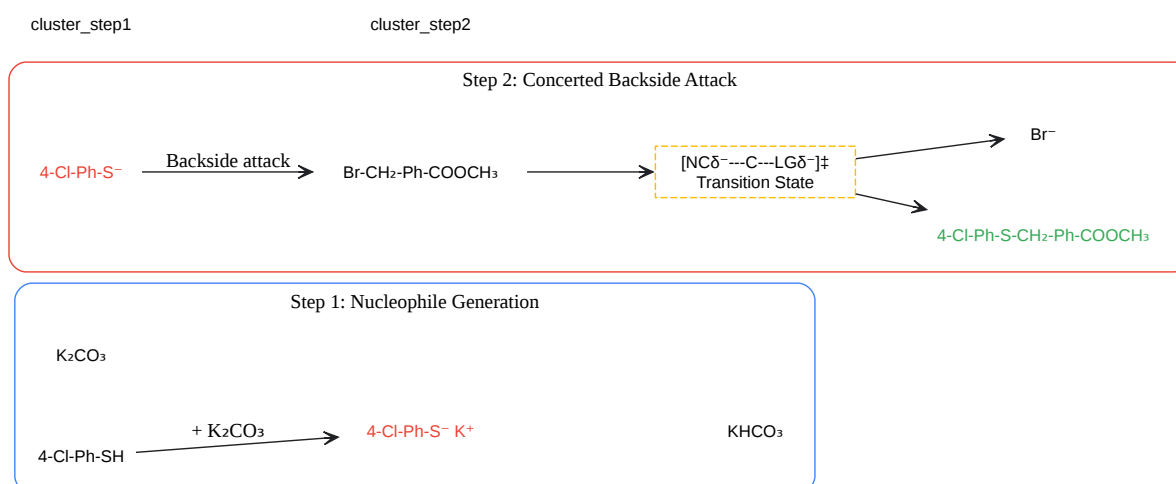 cluster_step1
cluster_step2
Step 2: Concerted Backside Attack
4-Cl-Ph-S⁻
Backside attack
Br-CH₂-Ph-COOCH₃
[NCδ⁻---C---LGδ⁻]‡
Transition State
Br⁻
4-Cl-Ph-S-CH₂-Ph-COOCH₃
Step 1: Nucleophile Generation
K₂CO₃
4-Cl-Ph-SH
+ K₂CO₃
4-Cl-Ph-S⁻ K⁺
KHCO₃